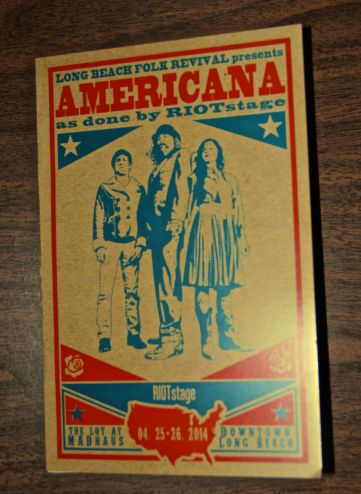 LONG BEACH FOLK REVIVAL presents
AMERICANA
as done by RIOTstage
RIOTstage
THE LOT AT
MADHAUS
04. 25-26. 2014
DOWNTOWN
LONG BEACH